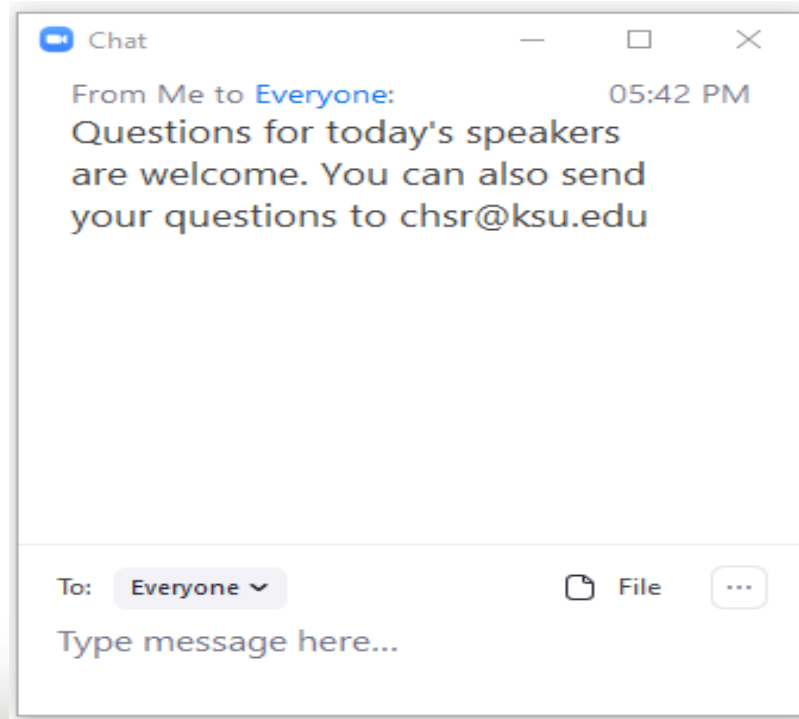 Chat
From Me to Everyone: 05:42 PM
Questions for today's speakers
are welcome. You can also send
your questions to chsr@ksu.edu
To: Everyone File ...
Type message here...